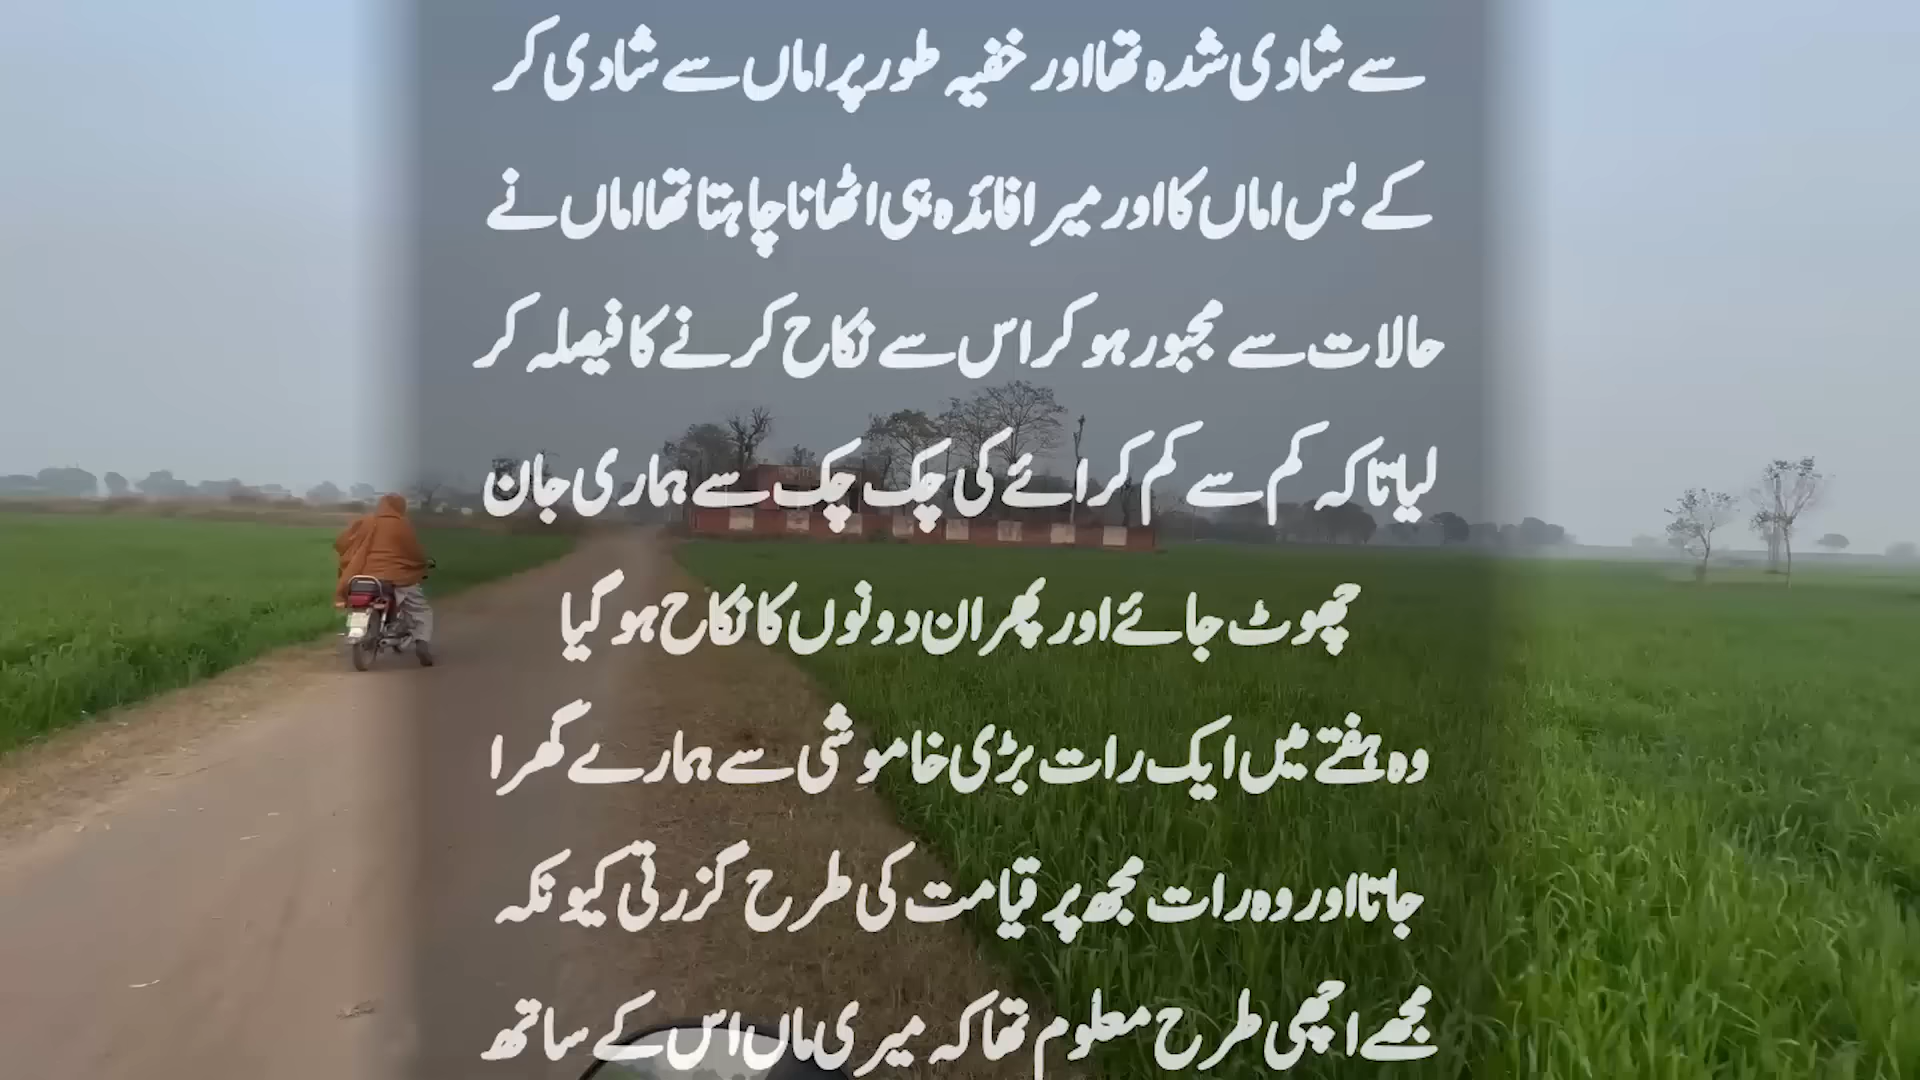 سے شادی شدہ تھا اور خفیہ طور پر اماں سے شادی کر
کے بس اماں کا اور میرا فائدہ ہی اٹھانا چاہتا تھا اماں نے
حالات سے مجبور ہو کر اس سے نکاح کرنے کا فیصلہ کر
لیا تاکہ کم سے کم کرائے کی چک چک سے ہماری جان
چھوٹ جائے اور پھر ان دونوں کا نکاح ہو گیا
وہ ہفتے میں ایک رات بڑی خاموشی سے ہمارے گھر ا
جاتا اور وہ رات مجھ پر قیامت کی طرح گزرتی کیونکہ
مجھے اچھی طرح معلوم تھا کہ میری ماں اس کے ساتھ